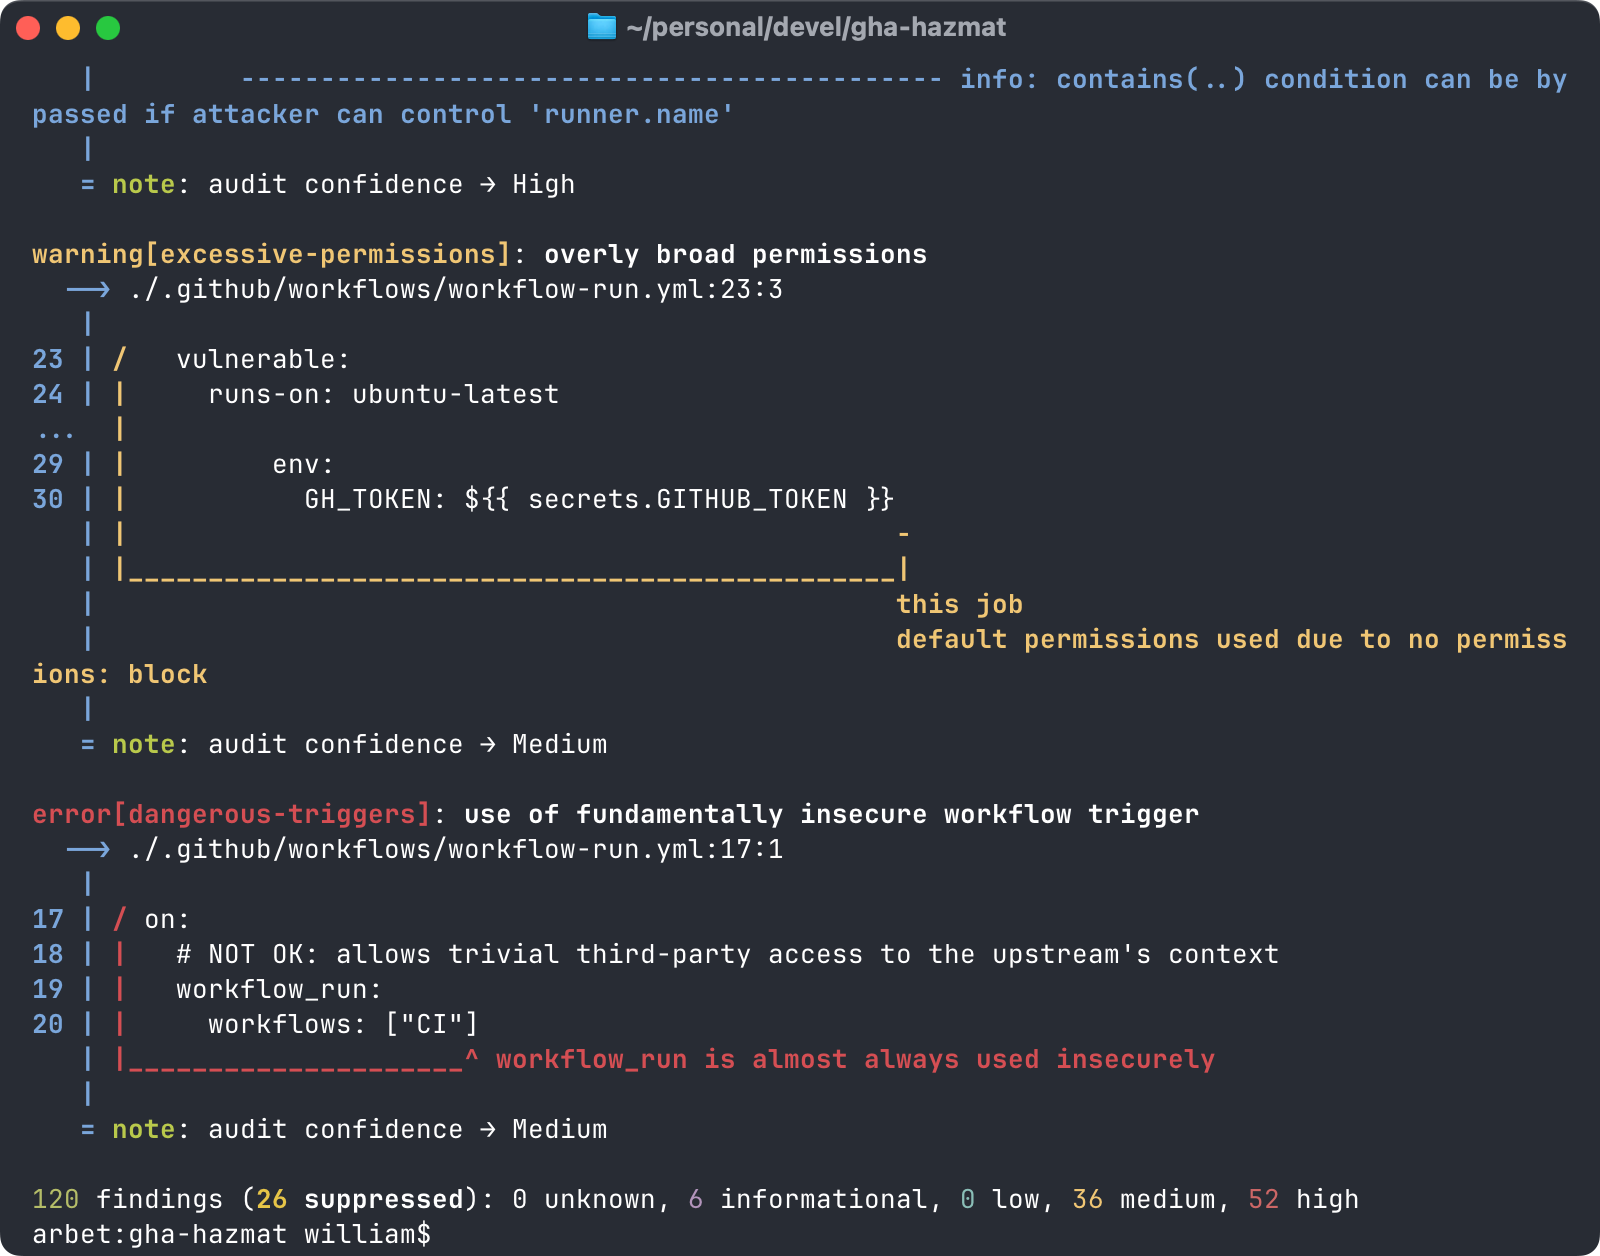 ~/personal/devel/gha-hazmat
   |         -------------------------------------------- info: contains(..) condition can be by
passed if attacker can control 'runner.name'
   |
   = note: audit confidence → High

warning[excessive-permissions]: overly broad permissions
  --> ./.github/workflows/workflow-run.yml:23:3
   |
23 | /   vulnerable:
24 | |     runs-on: ubuntu-latest
...  |
29 | |         env:
30 | |           GH_TOKEN: ${{ secrets.GITHUB_TOKEN }}
   | |                                                -
   | |________________________________________________|
   |                                                  this job
   |                                                  default permissions used due to no permiss
ions: block
   |
   = note: audit confidence → Medium

error[dangerous-triggers]: use of fundamentally insecure workflow trigger
  --> ./.github/workflows/workflow-run.yml:17:1
   |
17 | / on:
18 | |   # NOT OK: allows trivial third-party access to the upstream's context
19 | |   workflow_run:
20 | |     workflows: ["CI"]
   | |_____________________^ workflow_run is almost always used insecurely
   |
   = note: audit confidence → Medium

120 findings (26 suppressed): 0 unknown, 6 informational, 0 low, 36 medium, 52 high
arbet:gha-hazmat william$